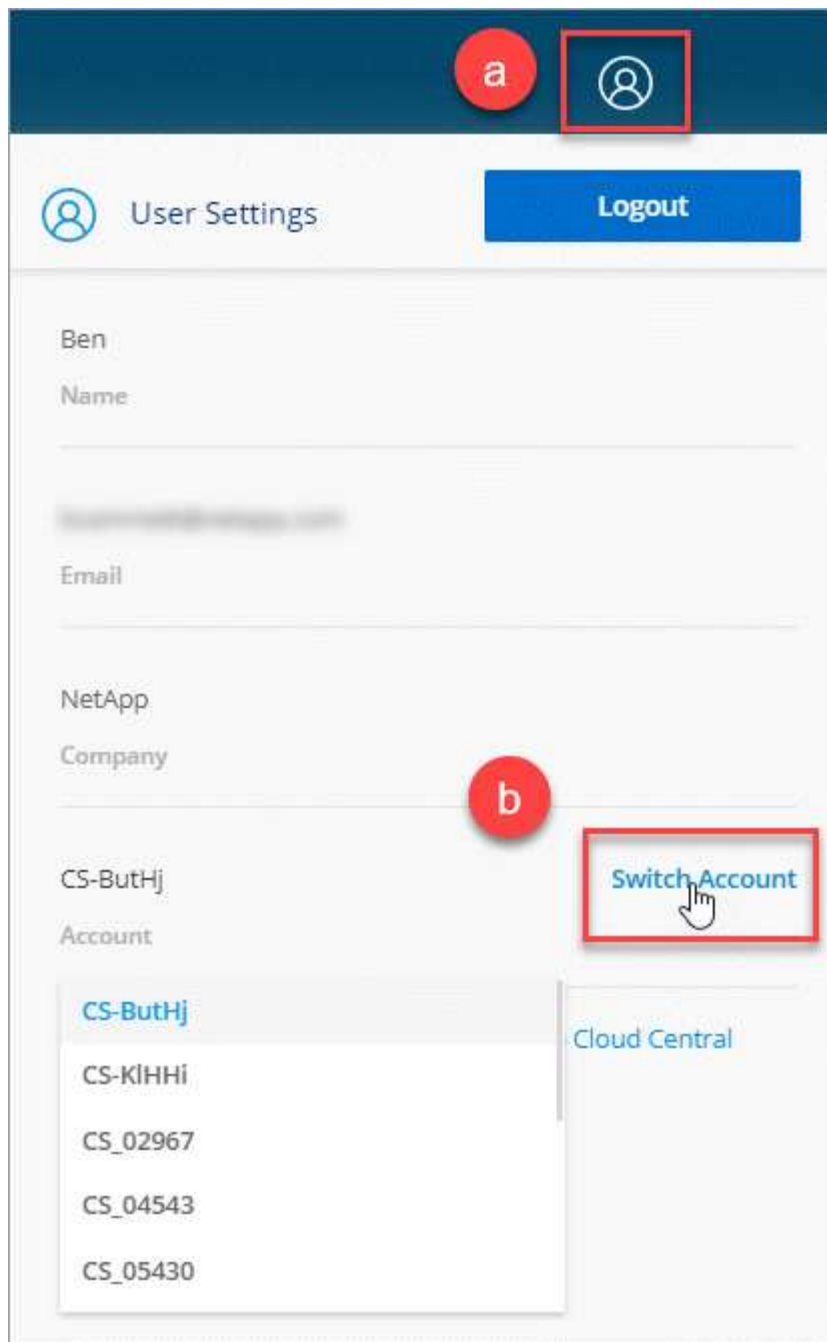 a
User Settings
Logout
Ben
Name
Email
NetApp
Company
b
CS-ButHj
Switch Account
Account
CS-ButHj
Cloud Central
CS-KlHHi
CS_02967
CS_04543
CS_05430